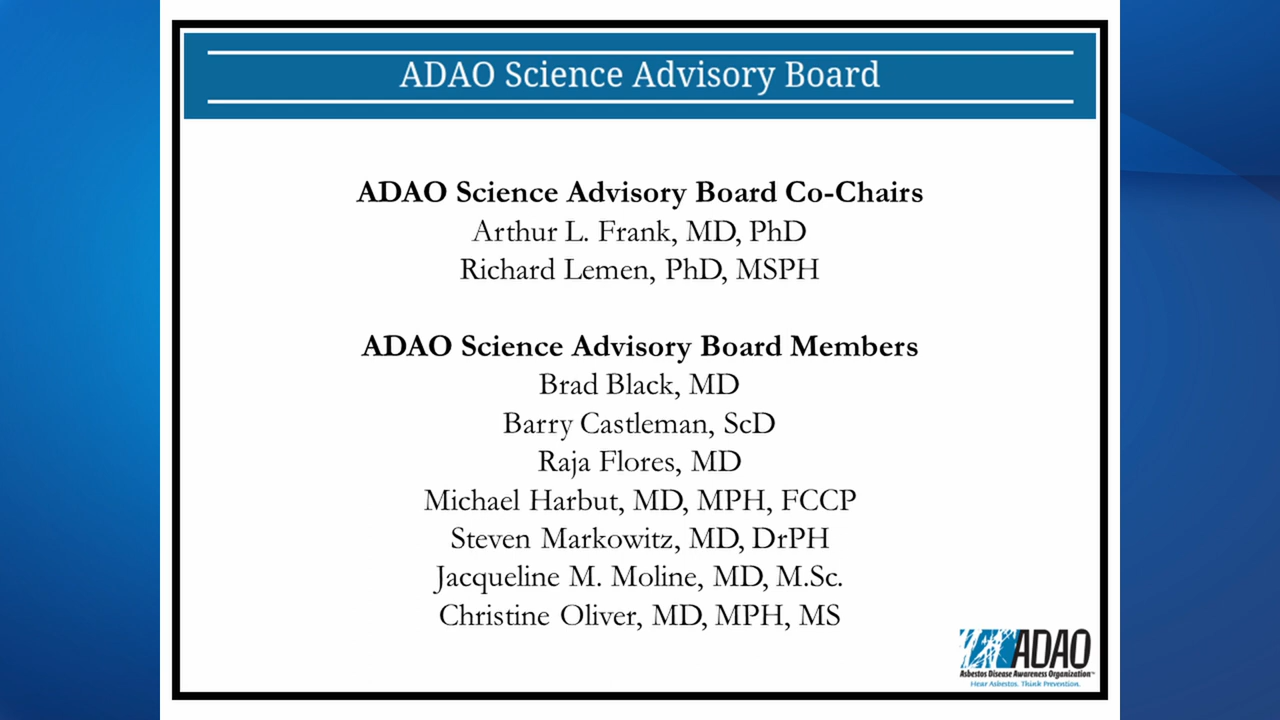 ADAO Science Advisory Board
ADAO Science Advisory Board Co-Chairs
Arthur L. Frank, MD, PhD
Richard Lemen, PhD, MSPH
ADAO Science Advisory Board Members
Brad Black, MD
Barry Castleman, ScD
Raja Flores, MD
Michael Harbut, MD, MPH, FCCP
Steven Markowitz, MD, DrPH
Jacqueline M. Moline, MD, M.Sc.
Christine Oliver, MD, MPH, MS
ADAO
Asbestos Disease Awareness Organization™
Hear Asbestos. Think Prevention.